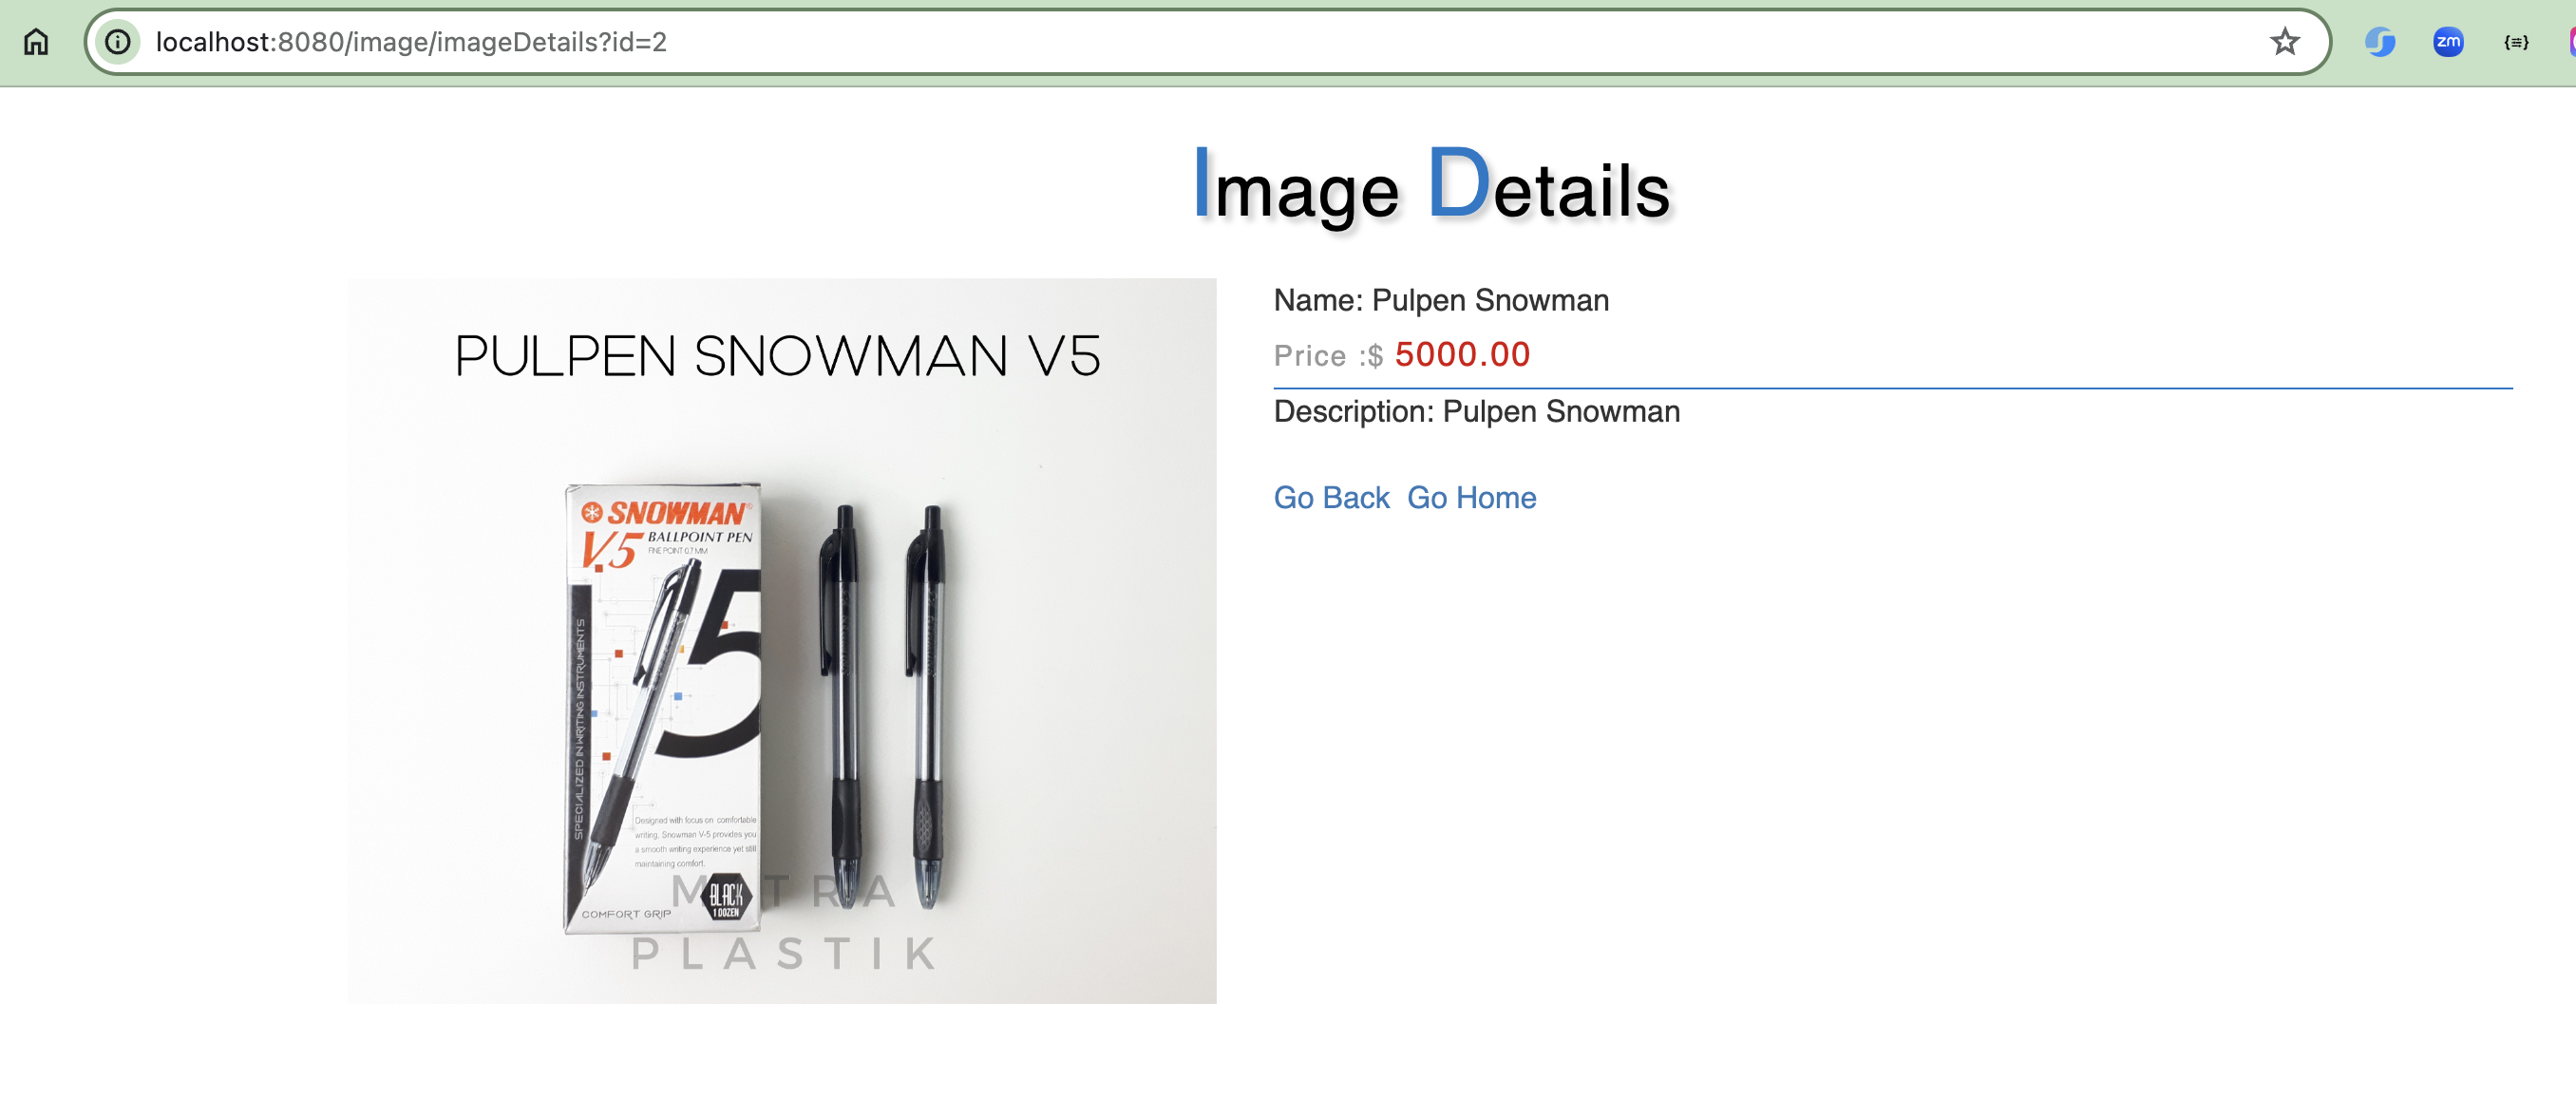 localhost:8080/image/imageDetails?id=2
zm
Image Details
PULPEN SNOWMAN V5
SNOWMAN
V.5 BALLPOINT PEN
FINE POINT 0.7 MM
5
SPECIALIZED IN WRITING INSTRUMENTS
Designed with focus on comfortable
writing, Snowman V-5 provides you
a smooth writing experience yet still
maintaining comfort.
BLACK
1 DOZEN
COMFORT GRIP
PLASTIK
Name: Pulpen Snowman
Price :$ 5000.00
Description: Pulpen Snowman
Go Back Go Home